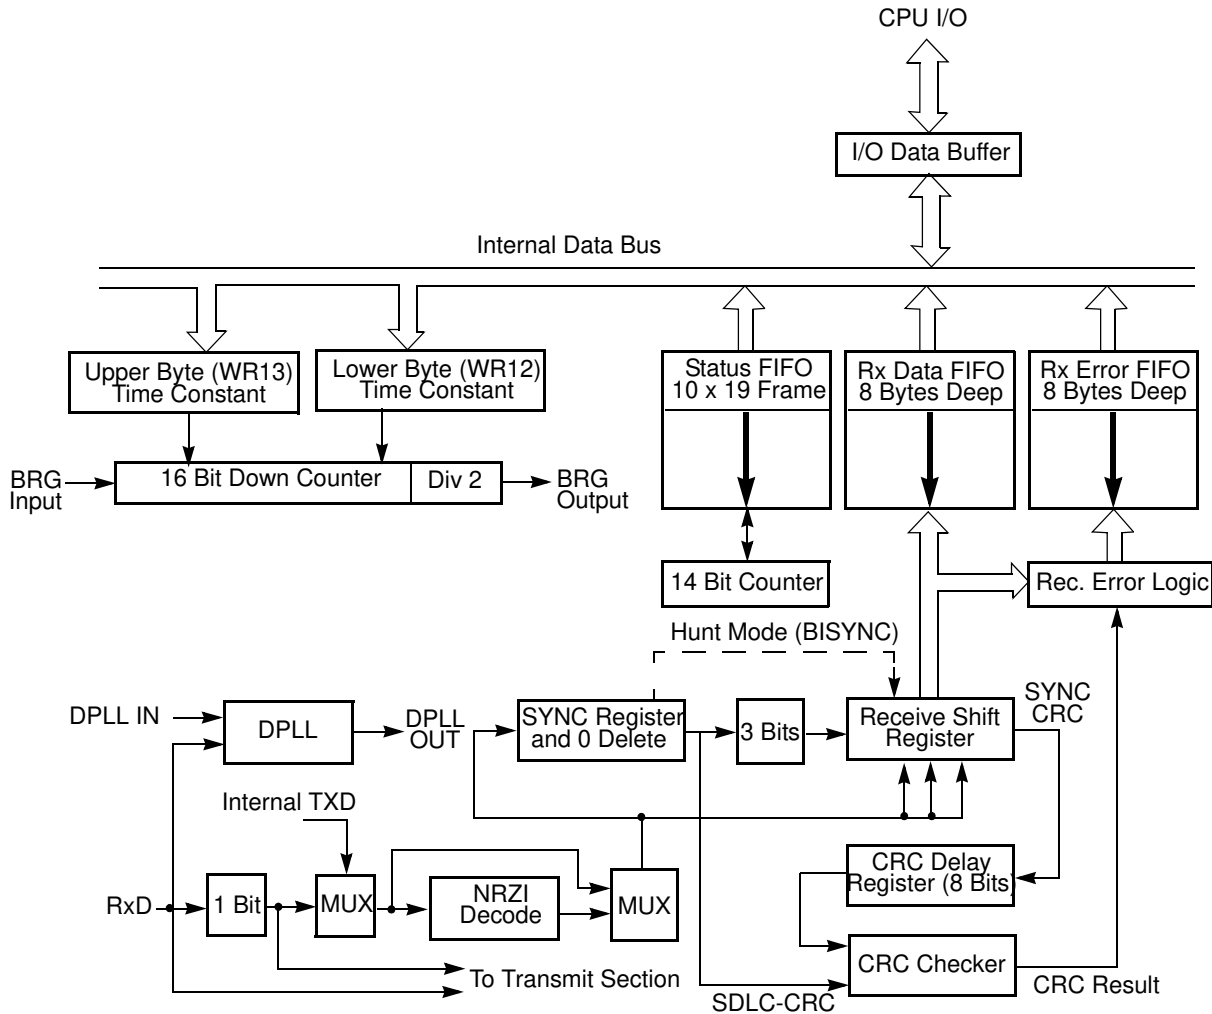 CPU I/O
I/O Data Buffer
Internal Data Bus
Upper Byte (WR13)
Time Constant
Lower Byte (WR12)
Time Constant
Status FIFO
10 x 19 Frame
Rx Data FIFO
8 Bytes Deep
Rx Error FIFO
8 Bytes Deep
BRG
Input
16 Bit Down Counter
Div 2
BRG
Output
14 Bit Counter
Rec. Error Logic
Hunt Mode (BISYNC)
DPLL IN
DPLL
DPLL
OUT
SYNC Register
and 0 Delete
3 Bits
Receive Shift
Register
SYNC
CRC
Internal TXD
RxD
1 Bit
MUX
NRZI
Decode
MUX
CRC Delay
Register (8 Bits)
To Transmit Section
SDLC-CRC
CRC Checker
CRC Result